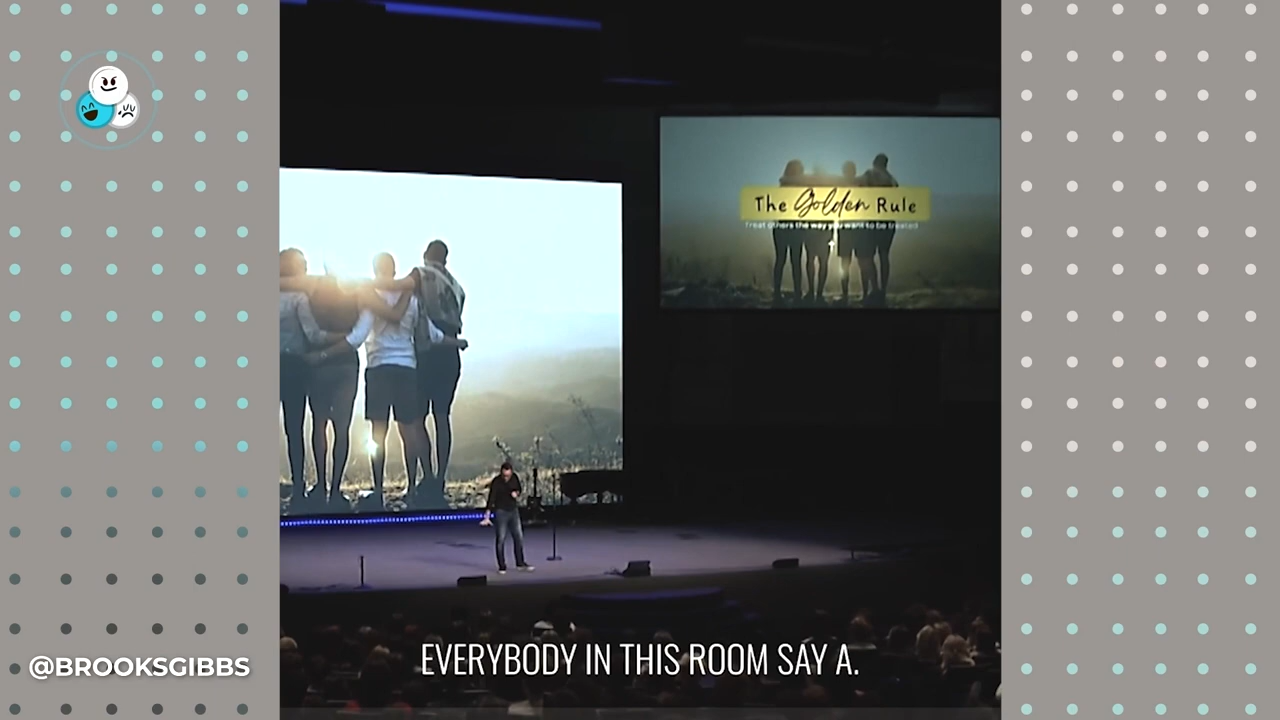 The Golden Rule
Treat others the way you want to be treated
EVERYBODY IN THIS ROOM SAY A.
@BROOKSGIBBS